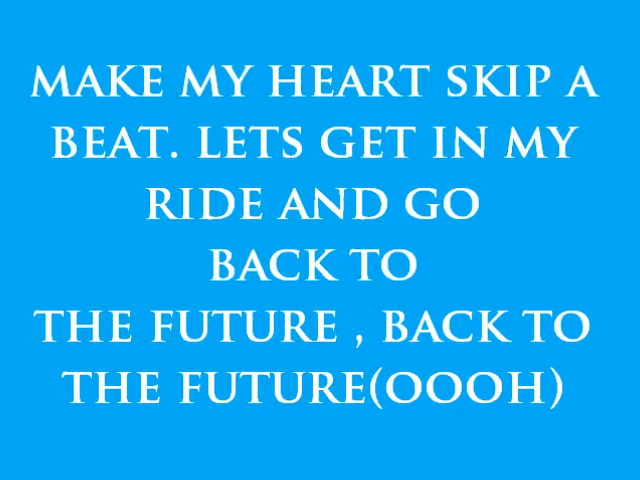 MAKE MY HEART SKIP A
BEAT. LETS GET IN MY
RIDE AND GO
BACK TO
THE FUTURE , BACK TO
THE FUTURE(OOOH)